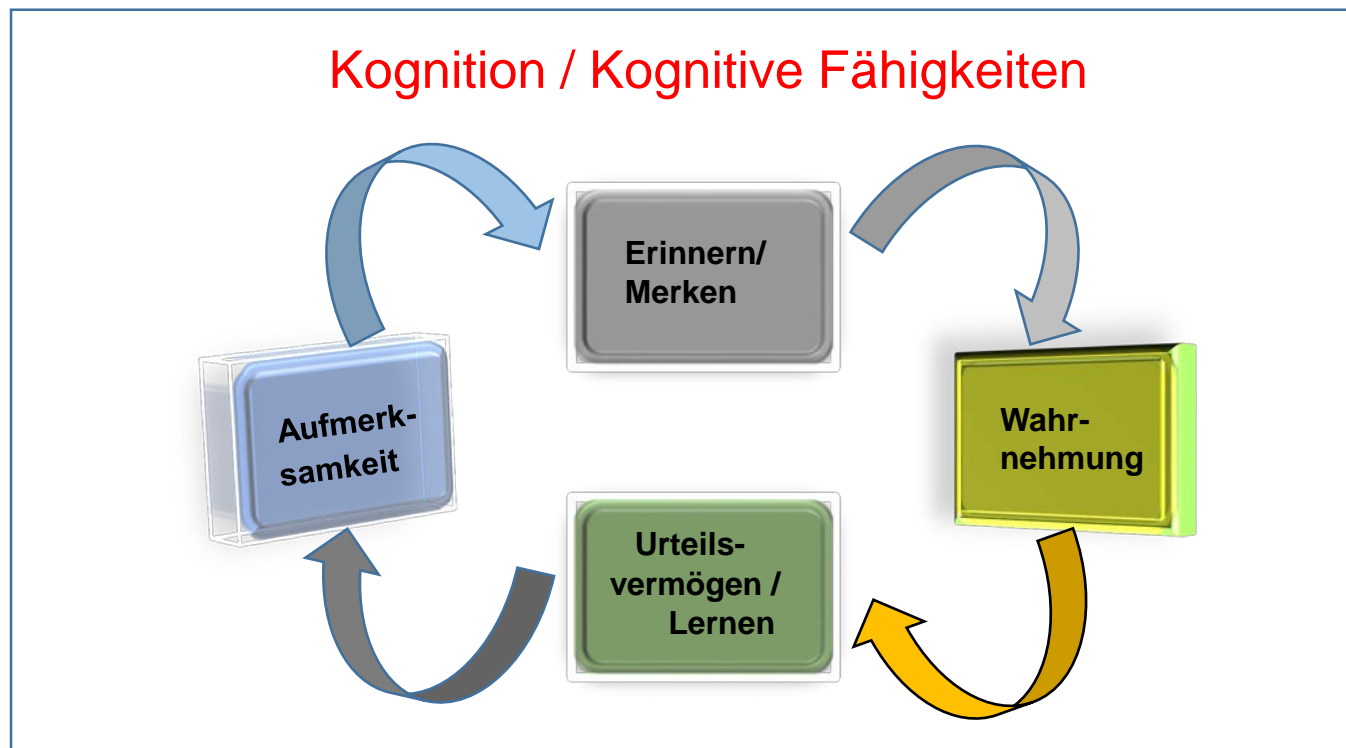 Kognition / Kognitive Fähigkeiten
Erinnern/
Merken
Aufmerk-
samkeit
Wahr-
nehmung
Urteils-
vermögen /
Lernen